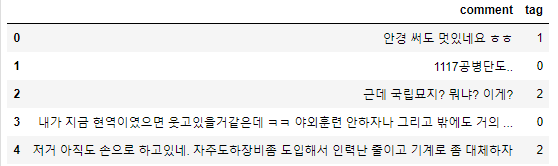 comment tag
0 안경 써도 멋있네요 ㅎㅎ 1
1 1117공병단도.. 0
2 근데 국립묘지? 뭐냐? 이게? 2
3 내가 지금 현역이였으면 웃고있을거같은데 ㅋㅋ 야외훈련 안하자나 그리고 밖에도 거의 ... 0
4 저거 아직도 손으로 하고있네. 자주도하장비좀 도입해서 인력난 줄이고 기계로 좀 대체하자 2